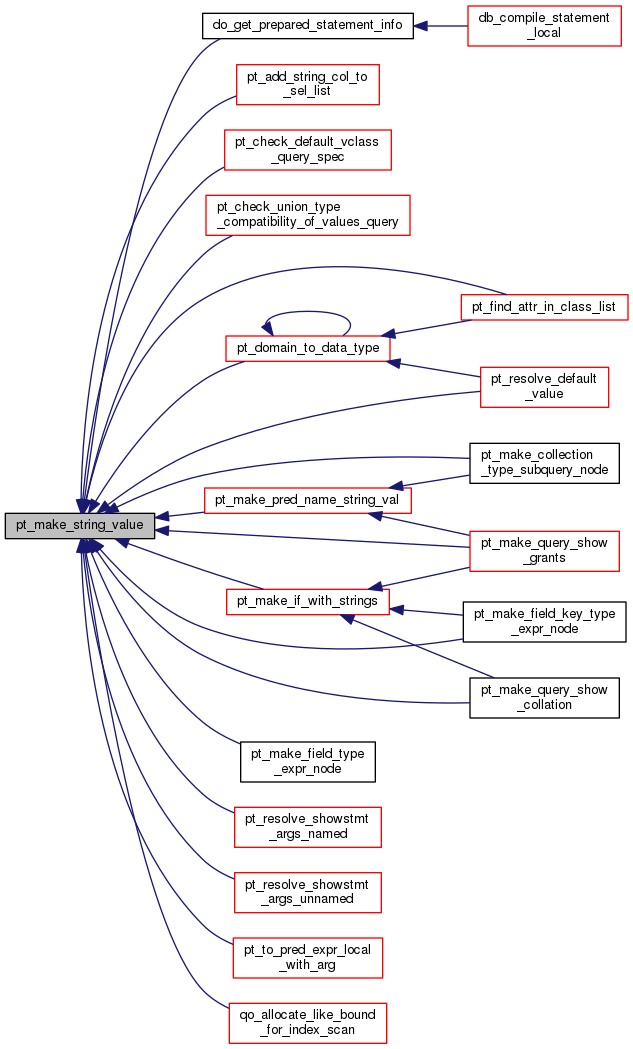 do_get_prepared_statement_info
db_compile_statement
_local
pt_add_string_col_to
_sel_list
pt_check_default_vclass
_query_spec
pt_check_union_type
_compatibility_of_values_query
pt_find_attr_in_class_list
pt_domain_to_data_type
pt_resolve_default
_value
pt_make_collection
_type_subquery_node
pt_make_pred_name_string_val
pt_make_string_value
pt_make_query_show
_grants
pt_make_if_with_strings
pt_make_field_key_type
_expr_node
pt_make_query_show
_collation
pt_make_field_type
_expr_node
pt_resolve_showstmt
_args_named
pt_resolve_showstmt
_args_unnamed
pt_to_pred_expr_local
_with_arg
qo_allocate_like_bound
_for_index_scan